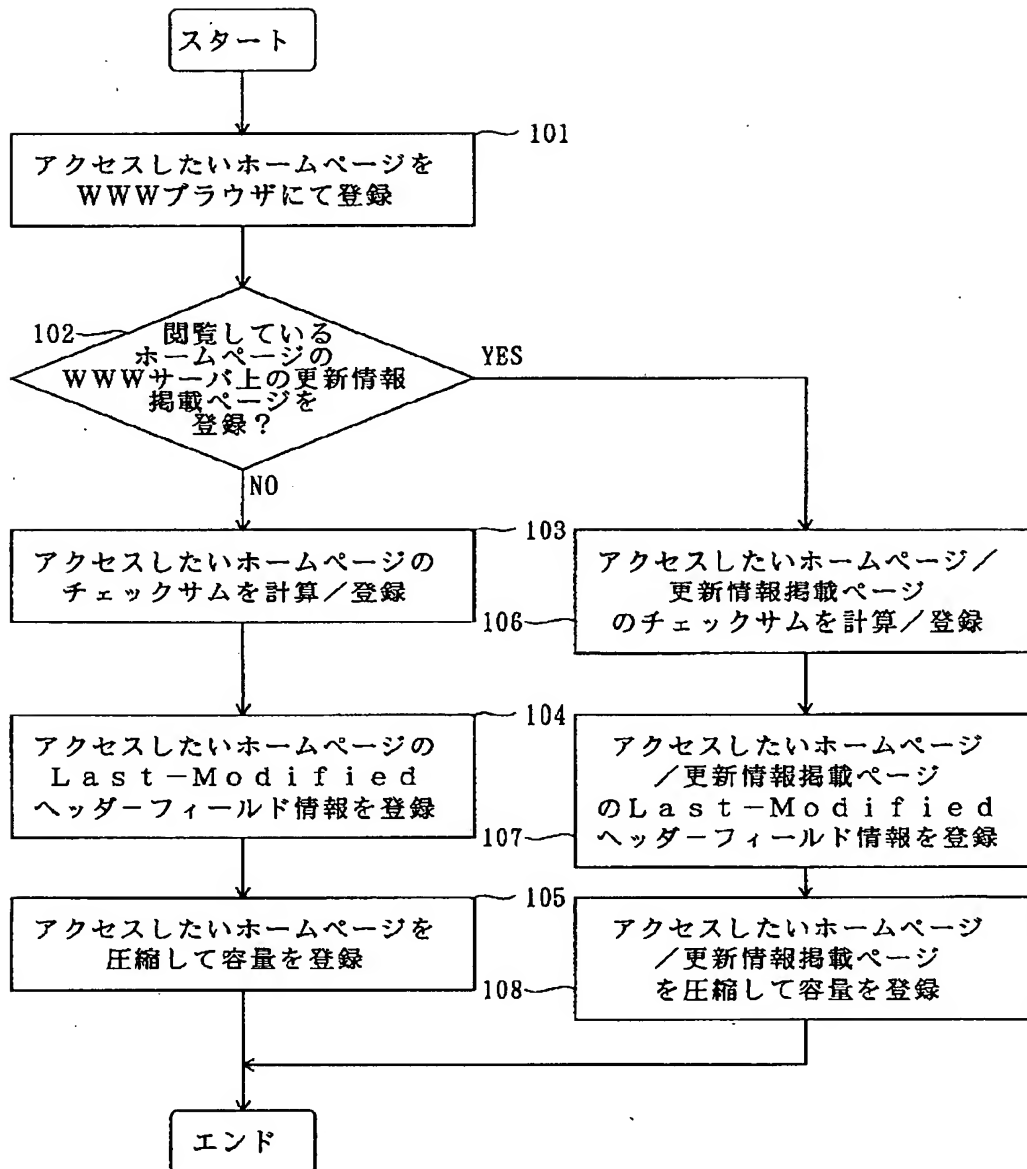 スタート
101
アクセスしたいホームページを
WWWブラウザにて登録
102
閲覧している
ホームページの
WWWサーバ上の更新情報
掲載ページを
登録？
YES
NO
103
アクセスしたいホームページの
チェックサムを計算／登録
106
アクセスしたいホームページ／
更新情報掲載ページ
のチェックサムを計算／登録
104
アクセスしたいホームページの
Last－Modified
ヘッダーフィールド情報を登録
107
アクセスしたいホームページ
／更新情報掲載ページ
のLast－Modified
ヘッダーフィールド情報を登録
105
アクセスしたいホームページを
圧縮して容量を登録
108
アクセスしたいホームページ
／更新情報掲載ページ
を圧縮して容量を登録
エンド